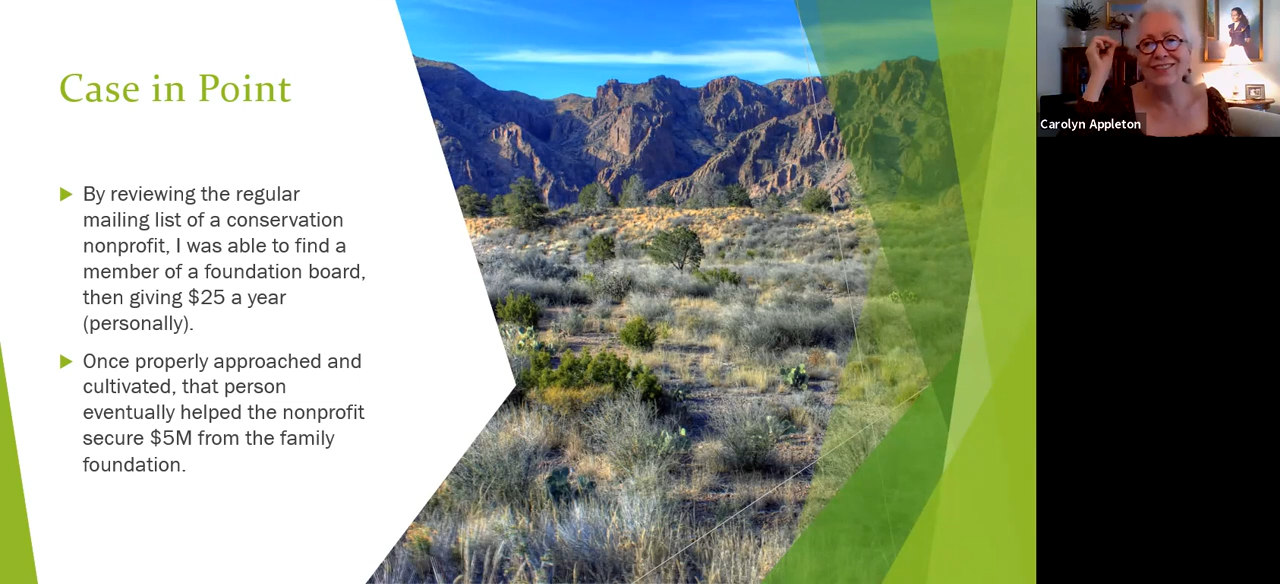 Case in Point
By reviewing the regular
mailing list of a conservation
nonprofit, I was able to find a
member of a foundation board,
then giving $25 a year
(personally).
Once properly approached and
cultivated, that person
eventually helped the nonprofit
secure $5M from the family
foundation.
Carolyn Appleton